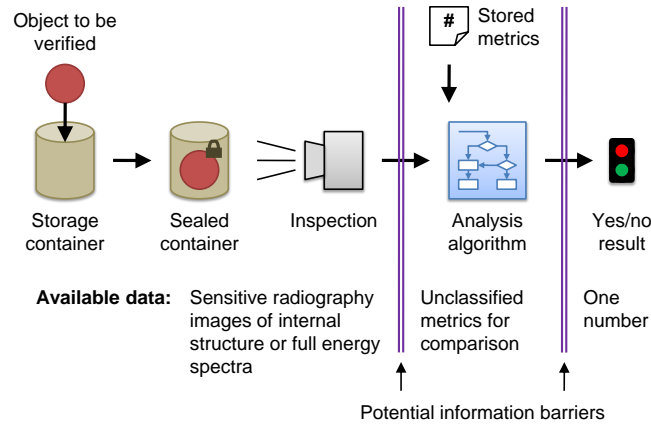 Object to be
verified
#
Stored
metrics
Storage
container
Sealed
container
Inspection
Analysis
algorithm
Yes/no
result
Available data:
Sensitive radiography
images of internal
structure or full energy
spectra
Unclassified
metrics for
comparison
One
number
Potential information barriers